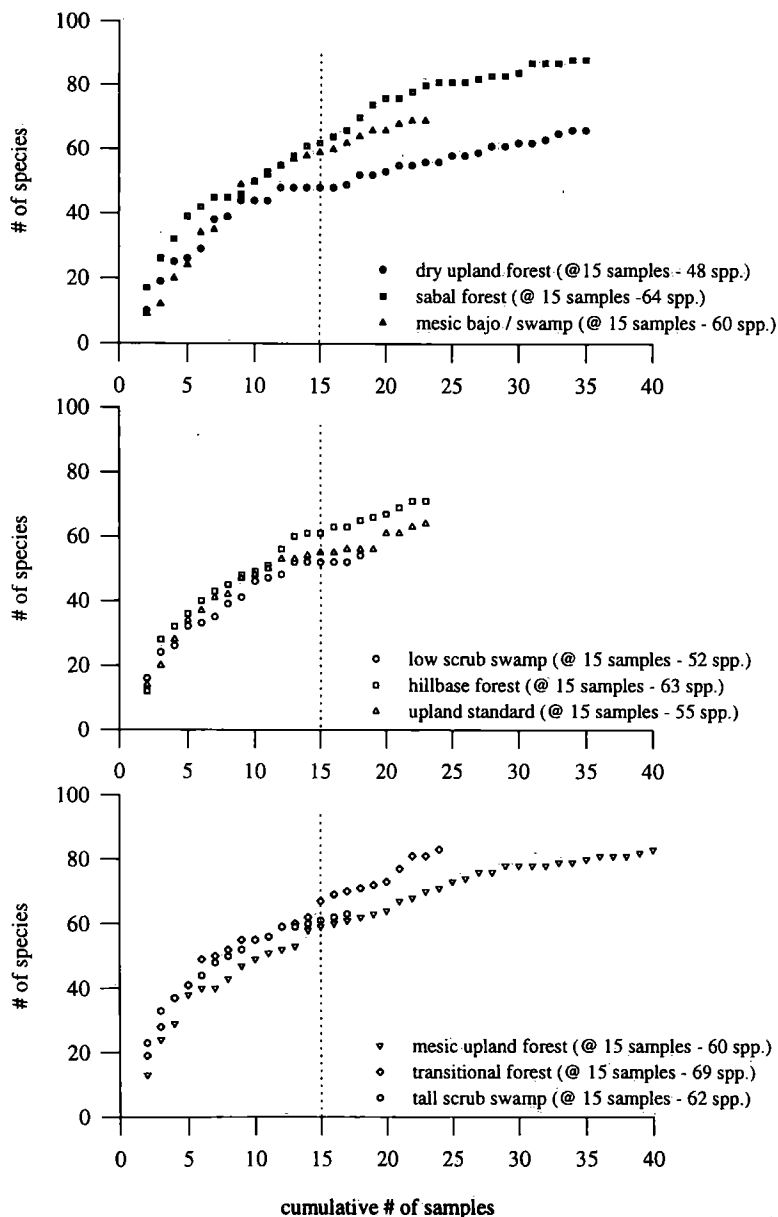 100
80
60
40
20
0
# of species
dry upland forest (@15 samples - 48 spp.)
sabal forest (@ 15 samples -64 spp.)
mesic bajo / swamp (@ 15 samples - 60 spp.)
0 5 10 15 20 25 30 35 40
100
80
60
40
20
0
# of species
low scrub swamp (@ 15 samples - 52 spp.)
hillbase forest (@ 15 samples - 63 spp.)
upland standard (@ 15 samples - 55 spp.)
0 5 10 15 20 25 30 35 40
100
80
60
40
20
0
# of species
mesic upland forest (@ 15 samples - 60 spp.)
transitional forest (@ 15 samples - 69 spp.)
tall scrub swamp (@ 15 samples - 62 spp.)
0 5 10 15 20 25 30 35 40
cumulative # of samples